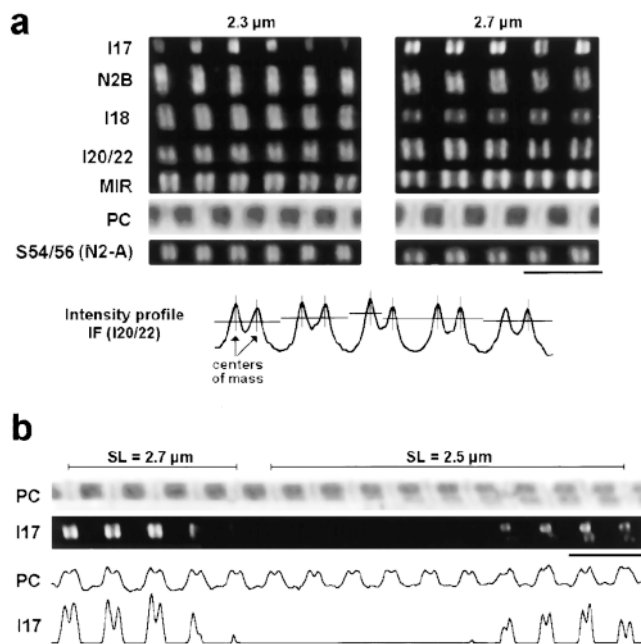 a
2.3 µm
2.7 µm
I17
N2B
I18
I20/22
MIR
PC
S54/56 (N2-A)
Intensity profile
IF (I20/22)
centers
of mass
b
SL = 2.7 µm
SL = 2.5 µm
PC
I17
PC
I17